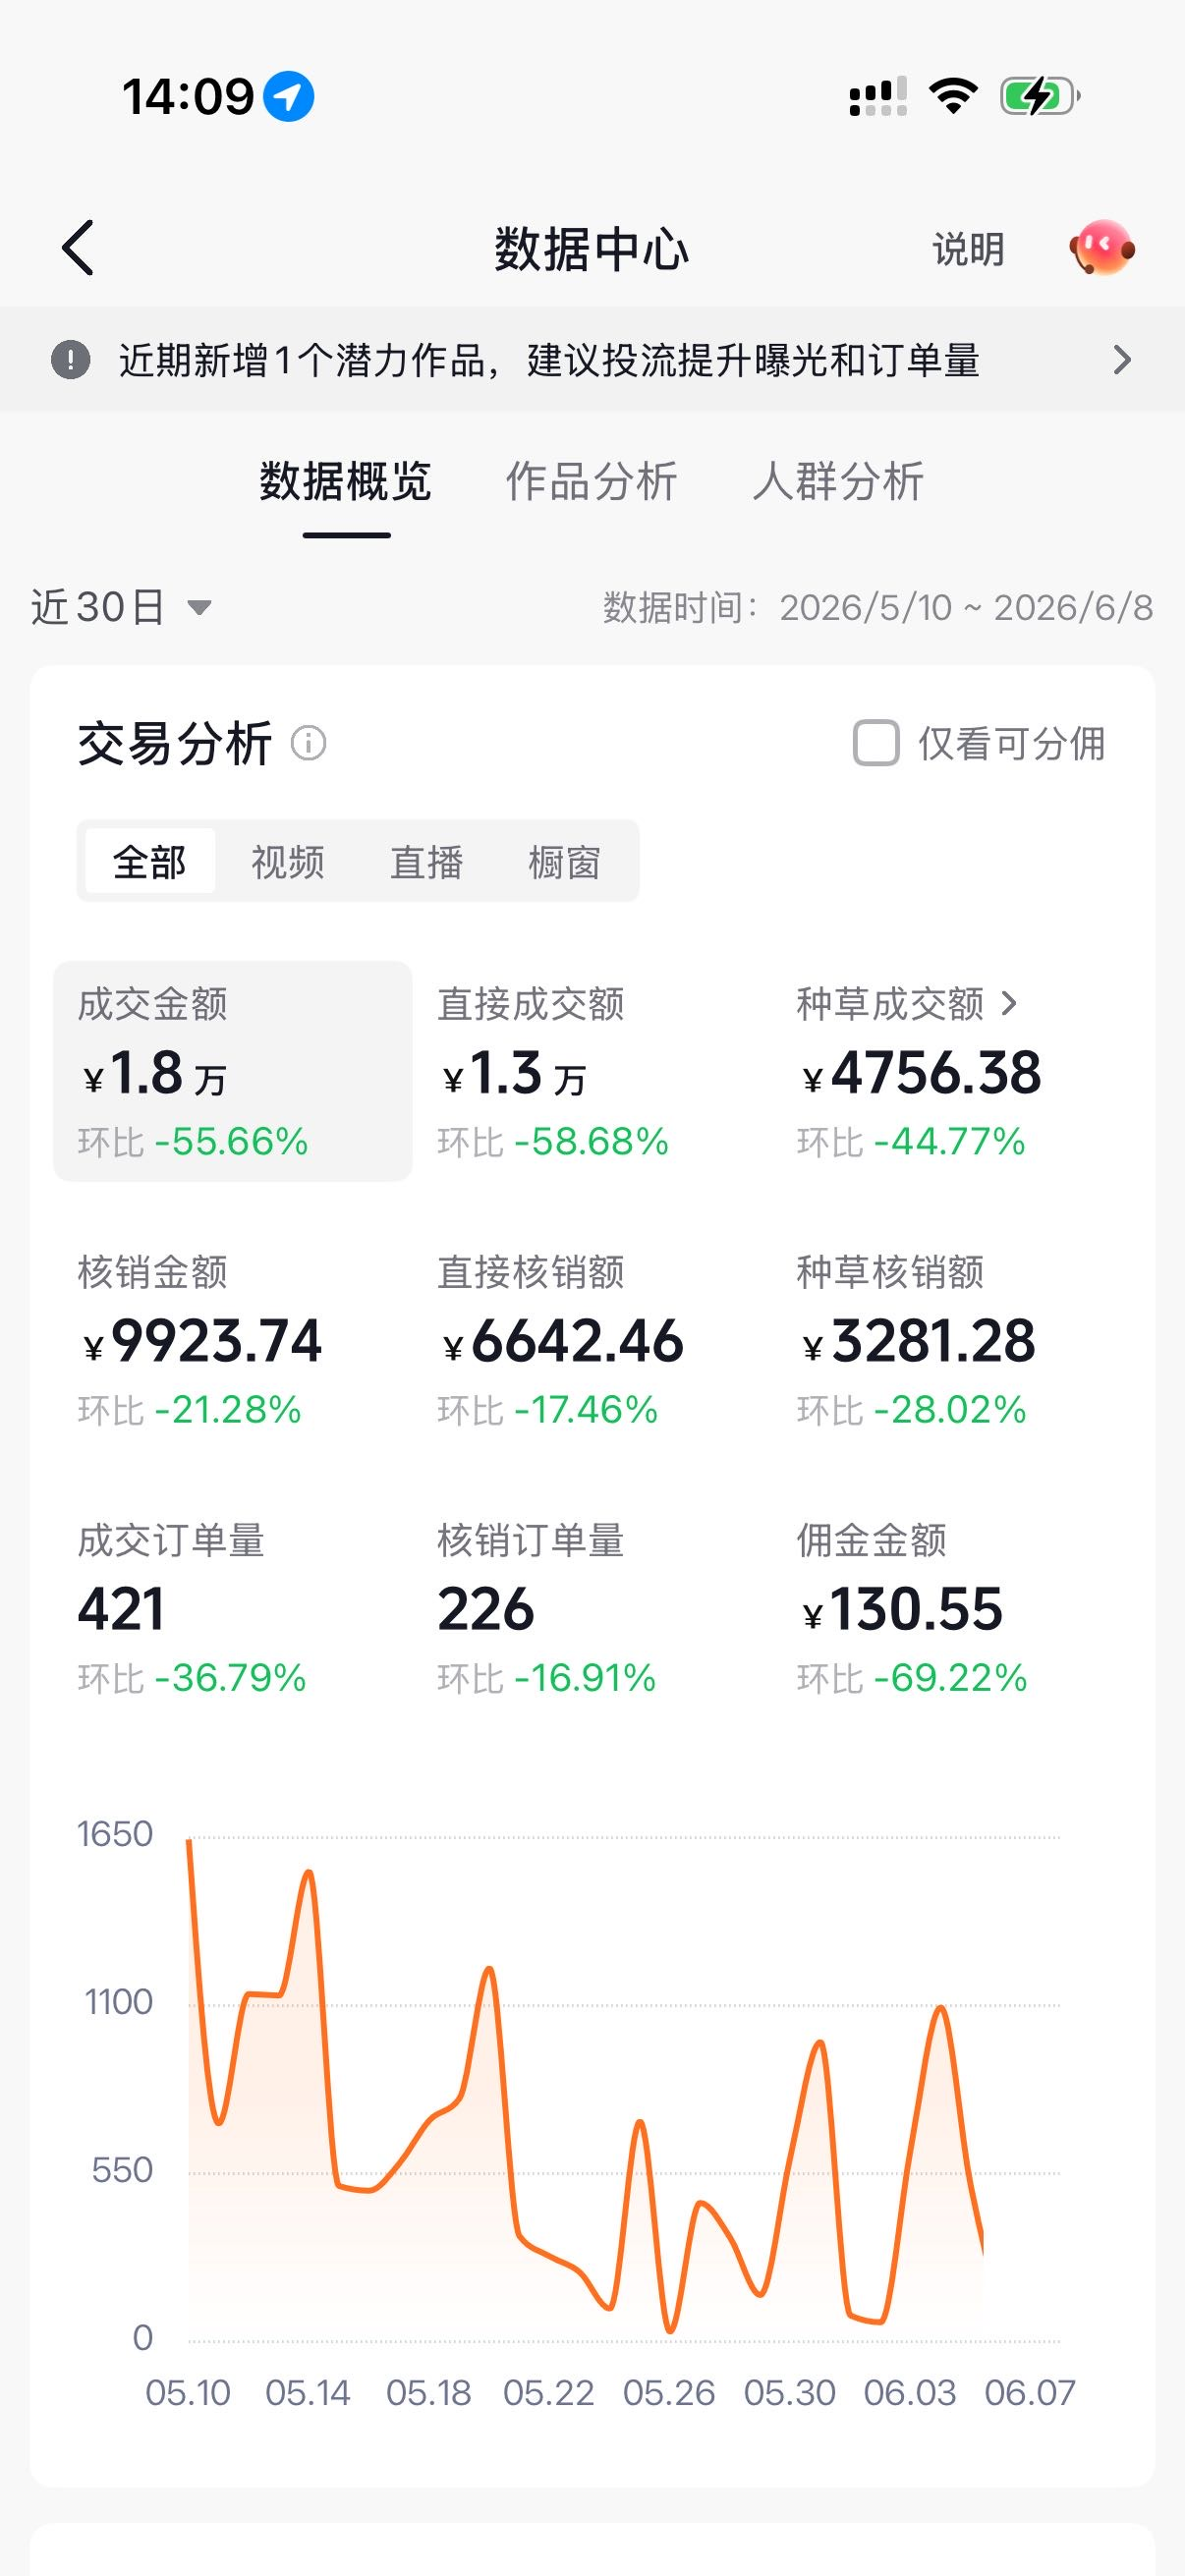 14:09
数据中心 说明
近期新增1个潜力作品，建议投流提升曝光和订单量
数据概览 作品分析 人群分析
近30日 数据时间：2026/5/10 ~ 2026/6/8
交易分析 仅看可分佣
全部 视频 直播 橱窗
成交金额 直接成交额 种草成交额
¥1.8万 ¥1.3万 ¥4756.38
环比 -55.66% 环比 -58.68% 环比 -44.77%
核销金额 直接核销额 种草核销额
¥9923.74 ¥6642.46 ¥3281.28
环比 -21.28% 环比 -17.46% 环比 -28.02%
成交订单量 核销订单量 佣金金额
421 226 ¥130.55
环比 -36.79% 环比 -16.91% 环比 -69.22%
1650
1100
550
0
05.10 05.14 05.18 05.22 05.26 05.30 06.03 06.07